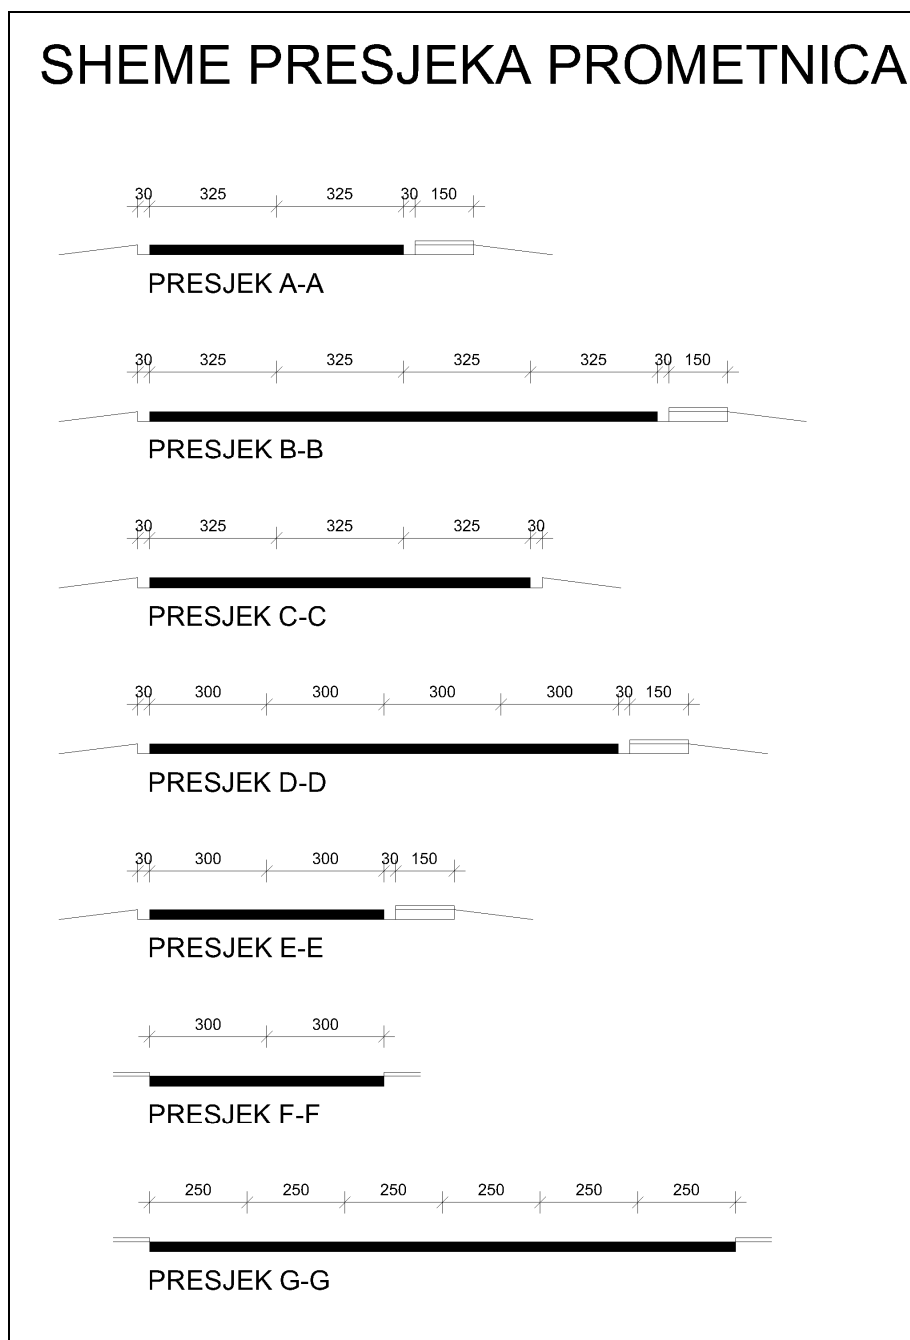 SHEME PRESJEKA PROMETNICA
30 325 325 30 150
PRESJEK A-A
30 325 325 325 325 30 150
PRESJEK B-B
30 325 325 325 30
PRESJEK C-C
30 300 300 300 300 30 150
PRESJEK D-D
30 300 300 30 150
PRESJEK E-E
300 300
PRESJEK F-F
250 250 250 250 250 250
PRESJEK G-G